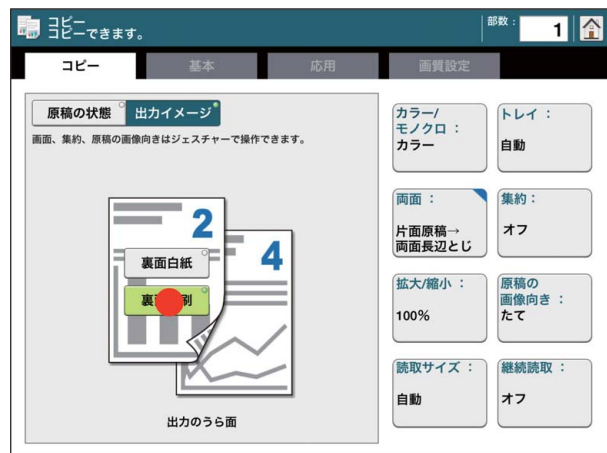 コピー
コピーできます。
部数：
1
コピー
基本
応用
画質設定
原稿の状態
出力イメージ
画面、集約、原稿の画像向きはジェスチャーで操作できます。
2
4
裏面白紙
裏 刷
出力のうら面
カラー/
モノクロ：
カラー
トレイ：
自動
両面：
片面原稿→
両面長辺とじ
集約：
オフ
拡大/縮小：
100%
原稿の
画像向き：
たて
読取サイズ：
自動
継続読取：
オフ